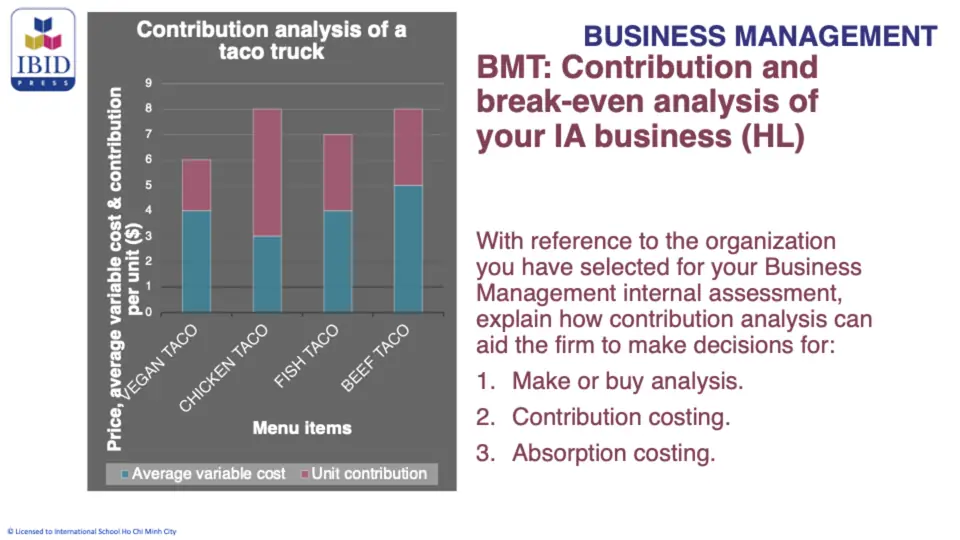 IBID
PRESS
Contribution analysis of a
taco truck
Price, average variable cost & contribution
per unit ($)
9
8
7
6
5
4
3
2
1
0
VEGAN TACO
CHICKEN TACO
FISH TACO
BEEF TACO
Menu items
Average variable cost
Unit contribution
BUSINESS MANAGEMENT
BMT: Contribution and
break-even analysis of
your IA business (HL)
With reference to the organization
you have selected for your Business
Management internal assessment,
explain how contribution analysis can
aid the firm to make decisions for:
1. Make or buy analysis.
2. Contribution costing.
3. Absorption costing.
© Licensed to International School Ho Chi Minh City